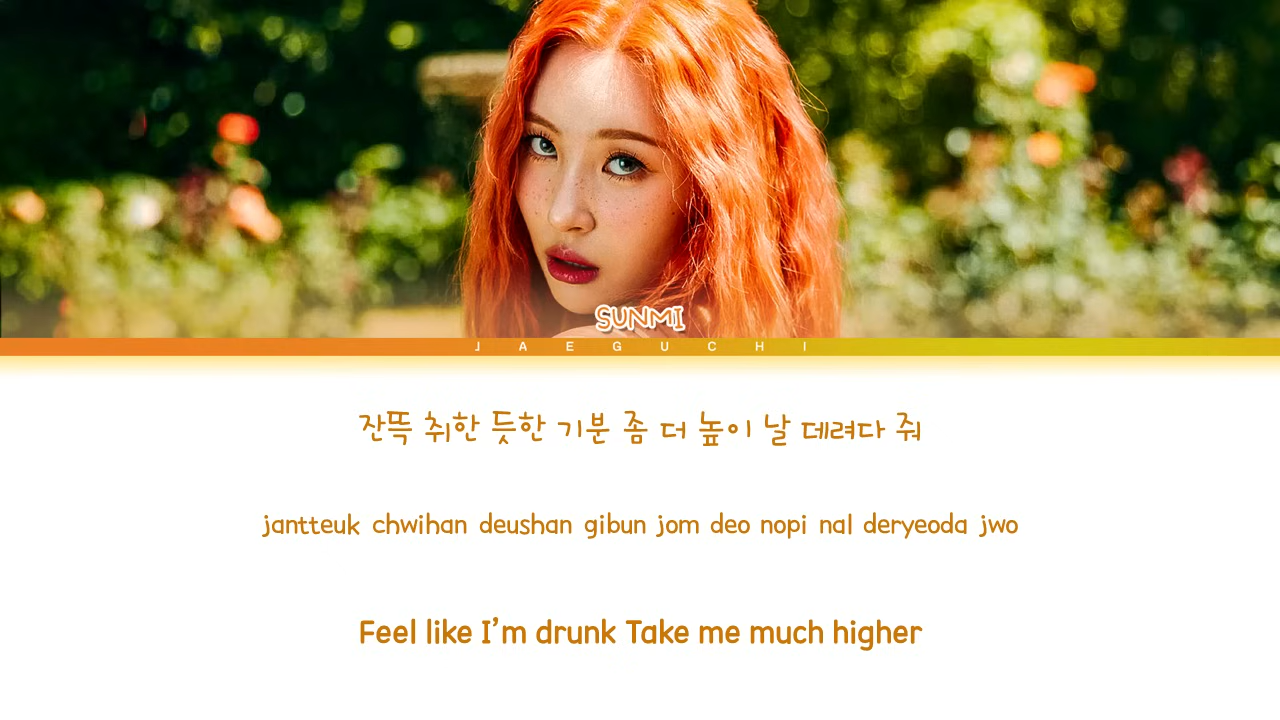 SUNMI
JAEGUCHI
잔뜩 취한 듯한 기분 좀 더 높이 날 데려다 줘
jantteuk chwihan deushan gibun jom deo nopi nal deryeoda jwo
Feel like I’m drunk Take me much higher